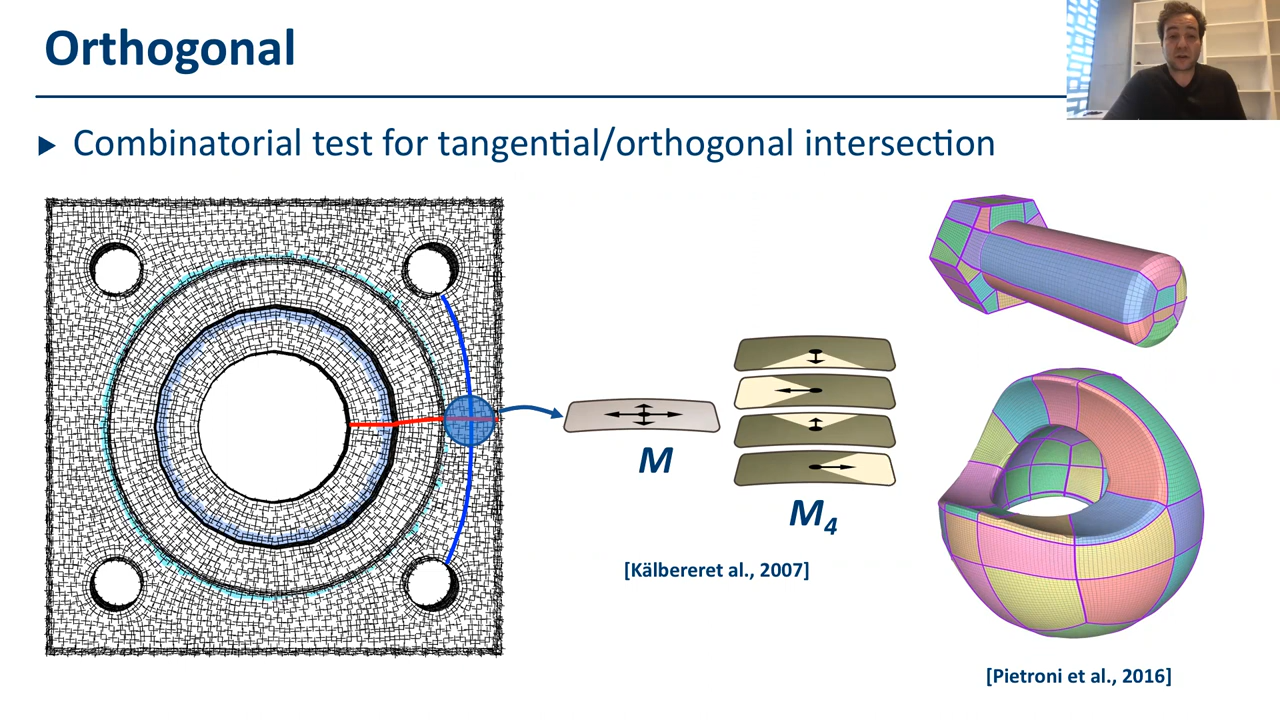 Orthogonal
Combinatorial test for tangential/orthogonal intersection
M
M4
[Kälbereret al., 2007]
[Pietroni et al., 2016]